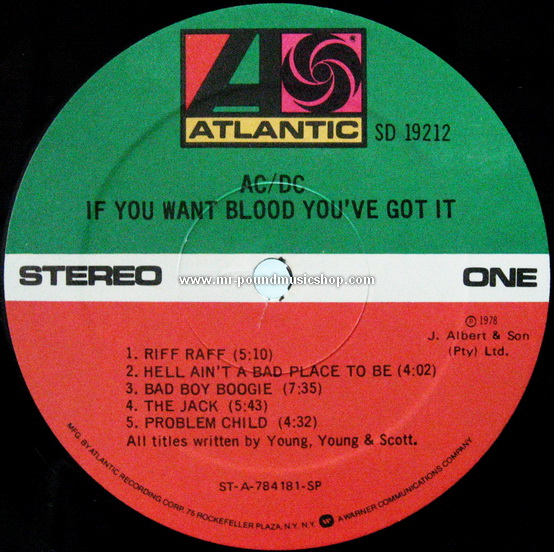 ATLANTIC
SD 19212
AC/DC
IF YOU WANT BLOOD YOU'VE GOT IT
STEREO
www.mr-poundmusicshop.com
ONE
℗ 1978
J. Albert & Son
(Pty) Ltd.
1. RIFF RAFF (5:10)
2. HELL AIN'T A BAD PLACE TO BE (4:02)
3. BAD BOY BOOGIE (7:35)
4. THE JACK (5:43)
5. PROBLEM CHILD (4:32)
All titles written by Young, Young & Scott.
ST-A-784181-SP
MFG. BY ATLANTIC RECORDING CORP. 75 ROCKEFELLER PLAZA, N.Y. N.Y. A WARNER COMMUNICATIONS COMPANY